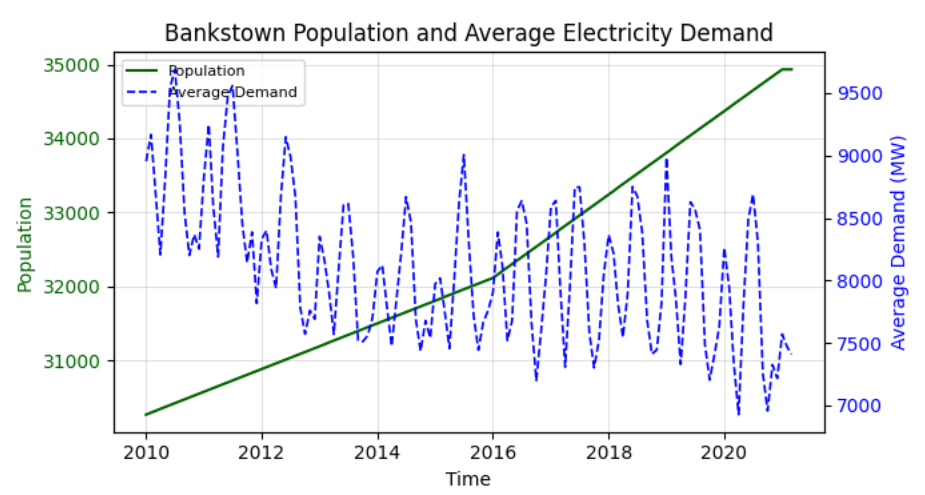 Bankstown Population and Average Electricity Demand
Population
Average Demand
35000
34000
33000
32000
31000
Population
9500
9000
8500
8000
7500
7000
Average Demand (MW)
2010 2012 2014 2016 2018 2020
Time